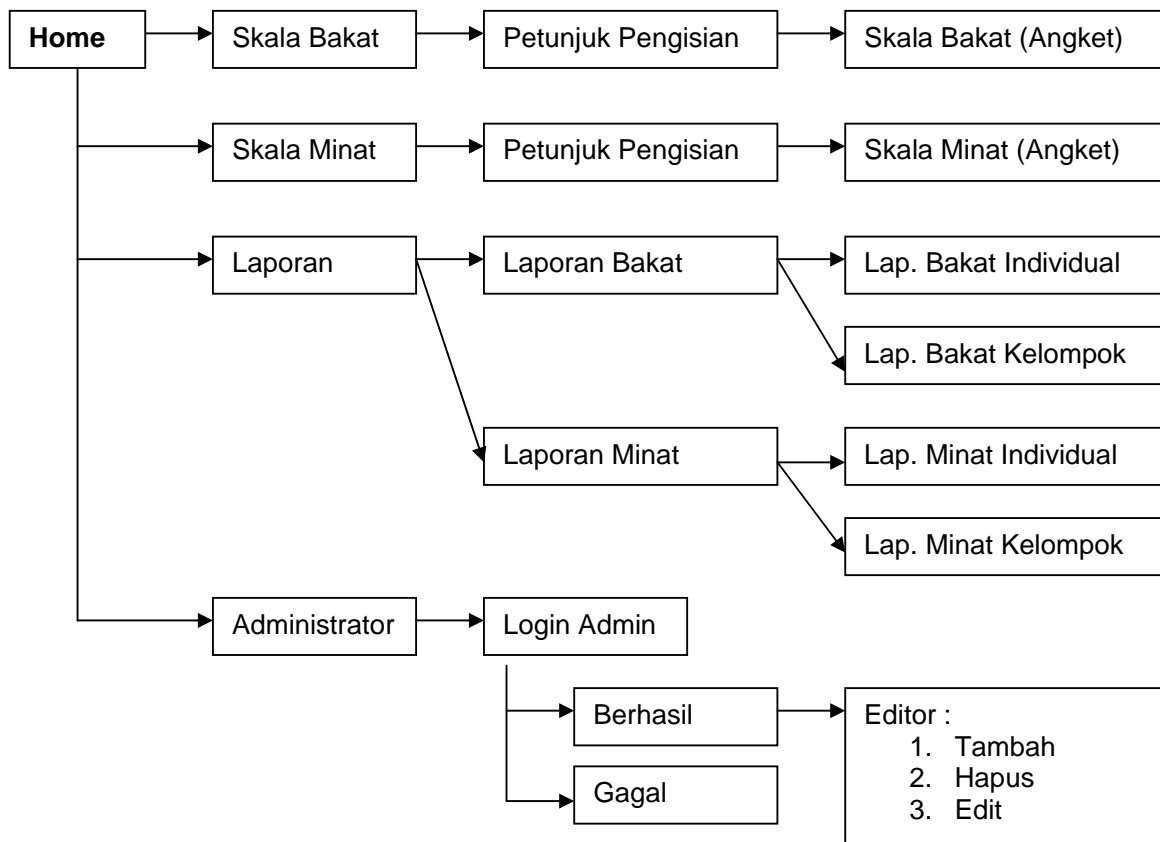 Home
Skala Bakat
Petunjuk Pengisian
Skala Bakat (Angket)
Skala Minat
Petunjuk Pengisian
Skala Minat (Angket)
Laporan
Laporan Bakat
Lap. Bakat Individual
Lap. Bakat Kelompok
Laporan Minat
Lap. Minat Individual
Lap. Minat Kelompok
Administrator
Login Admin
Berhasil
Editor :
1. Tambah
2. Hapus
3. Edit
Gagal